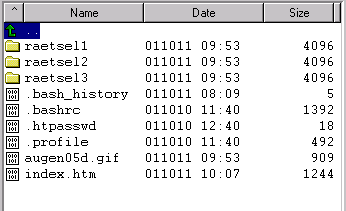 ^ Name Date Size
..
raetsel1 011011 09:53 4096
raetsel2 011011 09:53 4096
raetsel3 011011 09:53 4096
.bash_history 011011 08:09 5
.bashrc 011010 11:40 1392
.htpasswd 011010 12:40 18
.profile 011010 11:40 492
augen05d.gif 011011 09:53 909
index.htm 011011 10:07 1244